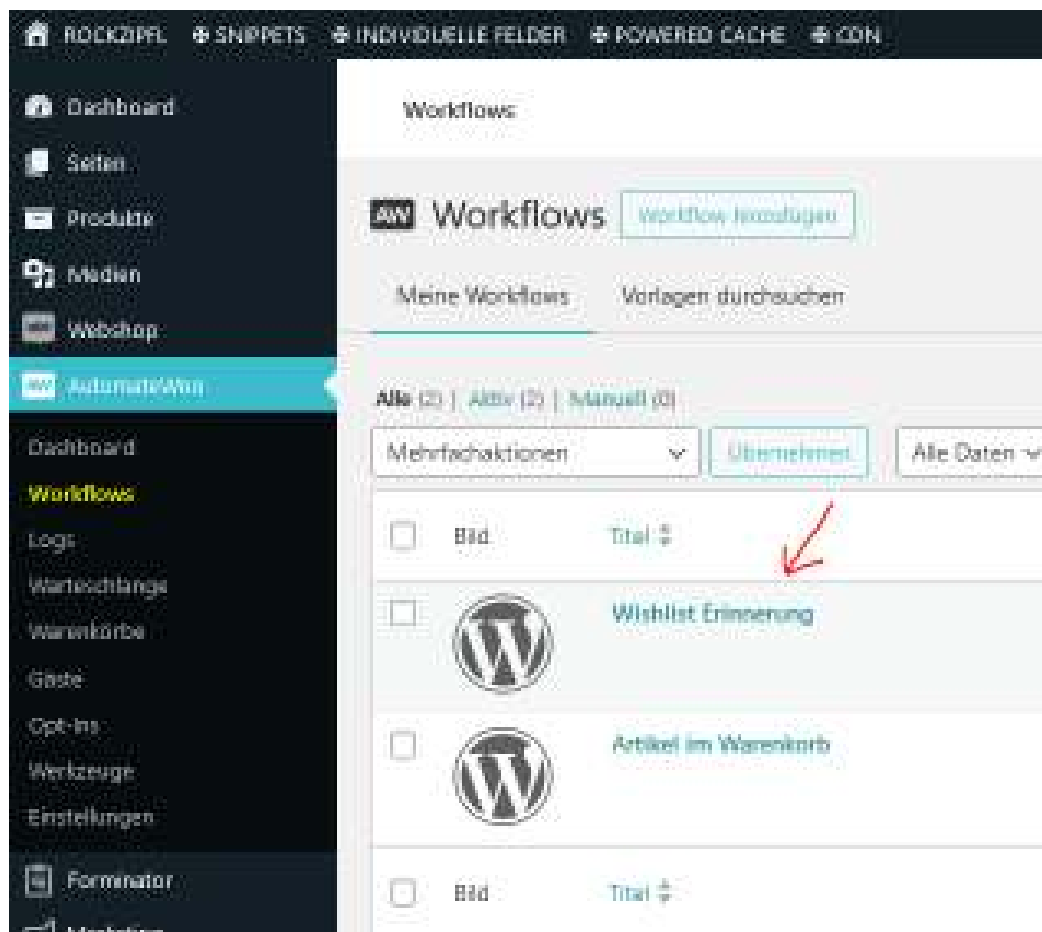 ROCKZIPFL SNIPPETS INDIVIDUELLE FELDER POWERED CACHE CDN
Dashboard
Seiten
Produkte
Medien
Webshop
AW AutomateWoo
Dashboard
Workflows
Logs
Warteschlange
Warenkörbe
Gäste
Opt-ins
Werkzeuge
Einstellungen
Forminator
Marketing
Workflows
AW Workflows Workflow hinzufügen
Meine Workflows Vorlagen durchsuchen
Alle (2) | Aktiv (2) | Manuell (0)
Mehrfachaktionen Übernehmen Alle Daten
Bild Titel
Wishlist Erinnerung
Artikel im Warenkorb
Bild Titel